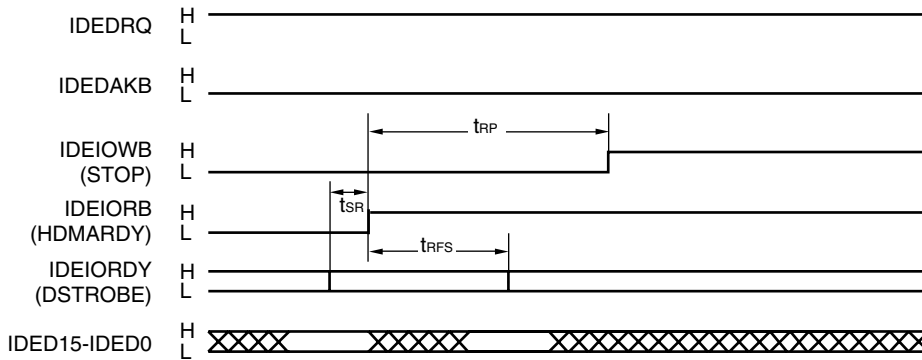 IDEDRQ H
L
IDEDAKB H
L
tRP
IDEIOWB H
(STOP) L
tSR
IDEIORB H
(HDMARDY) L
tRFS
IDEIORDY H
(DSTROBE) L
IDED15-IDED0 H
L